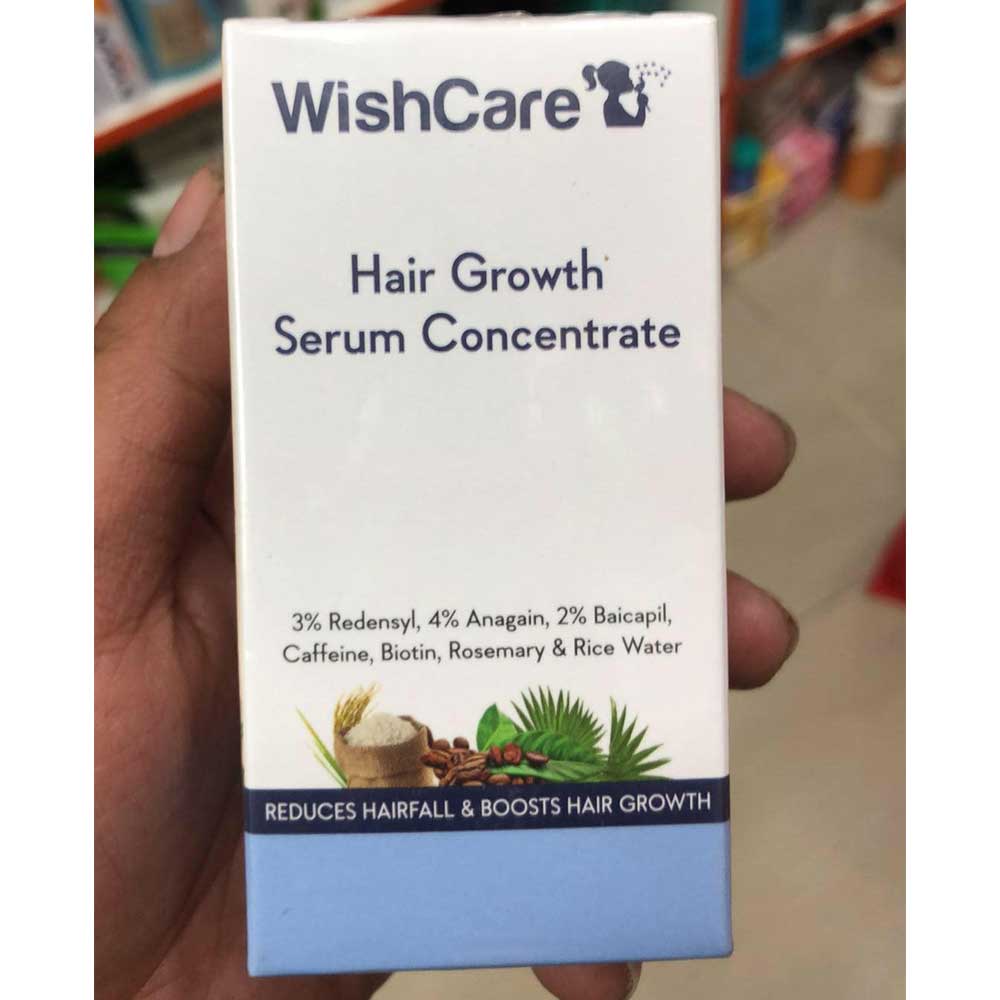 WishCare
Hair Growth
Serum Concentrate
3% Redensyl, 4% Anagain, 2% Baicapil,
Caffeine, Biotin, Rosemary & Rice Water
REDUCES HAIRFALL & BOOSTS HAIR GROWTH